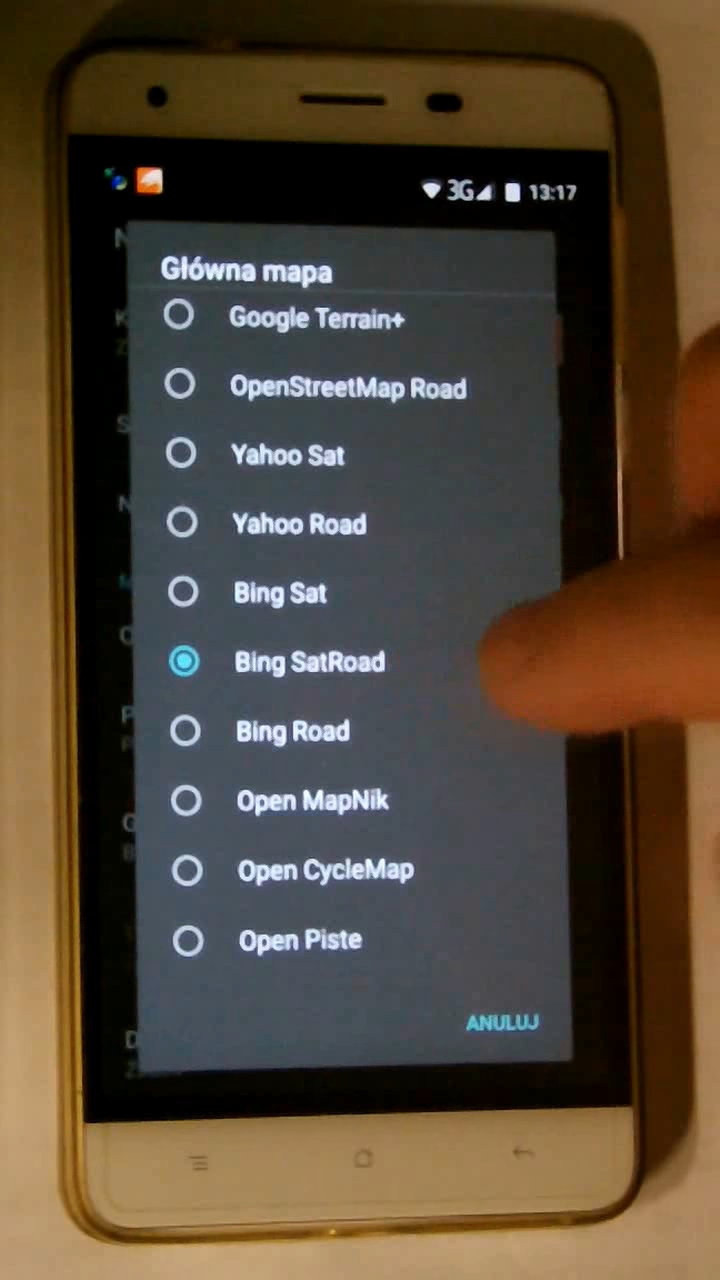 3G 13:17
Główna mapa
Google Terrain+
OpenStreetMap Road
Yahoo Sat
Yahoo Road
Bing Sat
Bing SatRoad
Bing Road
Open MapNik
Open CycleMap
Open Piste
ANULUJ